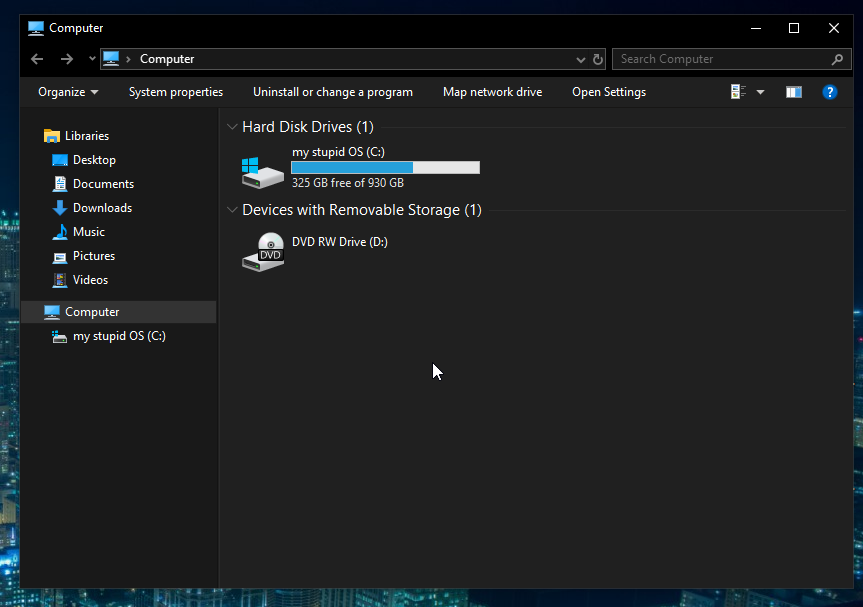 Computer
Computer
Search Computer
Organize System properties Uninstall or change a program Map network drive Open Settings ?
Libraries
Desktop
Documents
Downloads
Music
Pictures
Videos
Computer
my stupid OS (C:)
Hard Disk Drives (1)
my stupid OS (C:)
325 GB free of 930 GB
Devices with Removable Storage (1)
DVD RW Drive (D:)
DVD